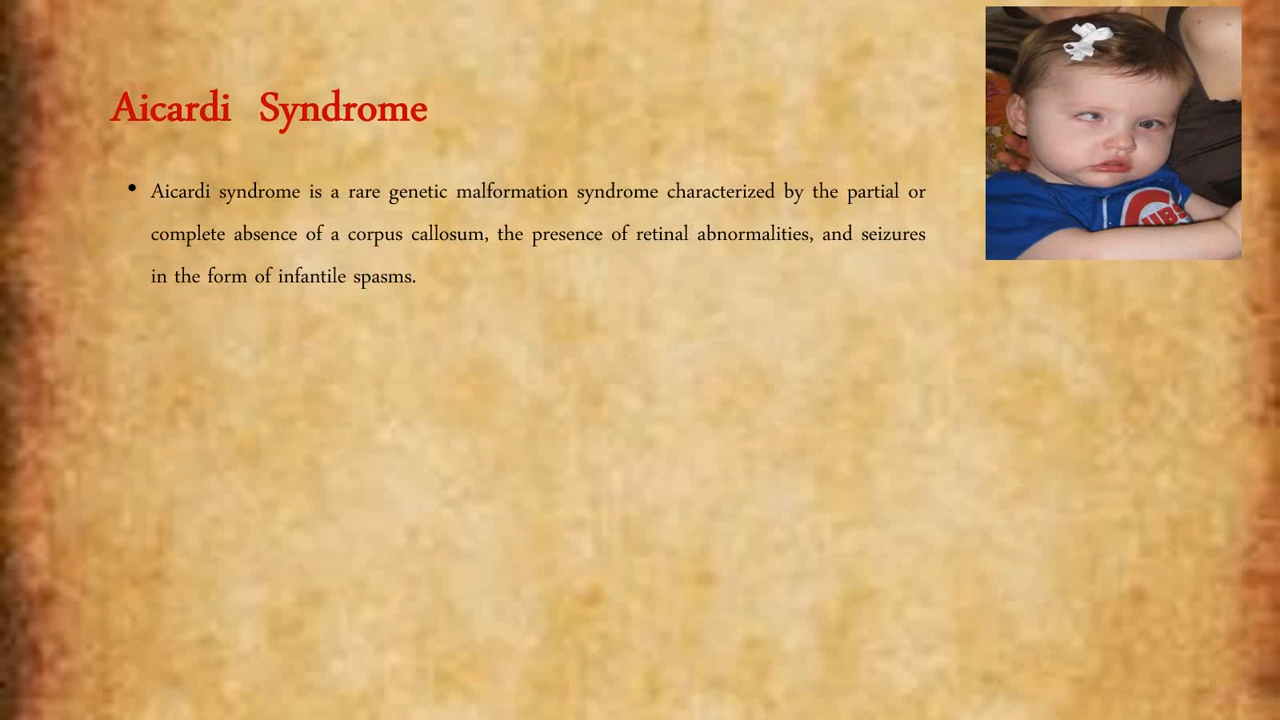 Aicardi Syndrome
• Aicardi syndrome is a rare genetic malformation syndrome characterized by the partial or
complete absence of a corpus callosum, the presence of retinal abnormalities, and seizures
in the form of infantile spasms.
CUBS